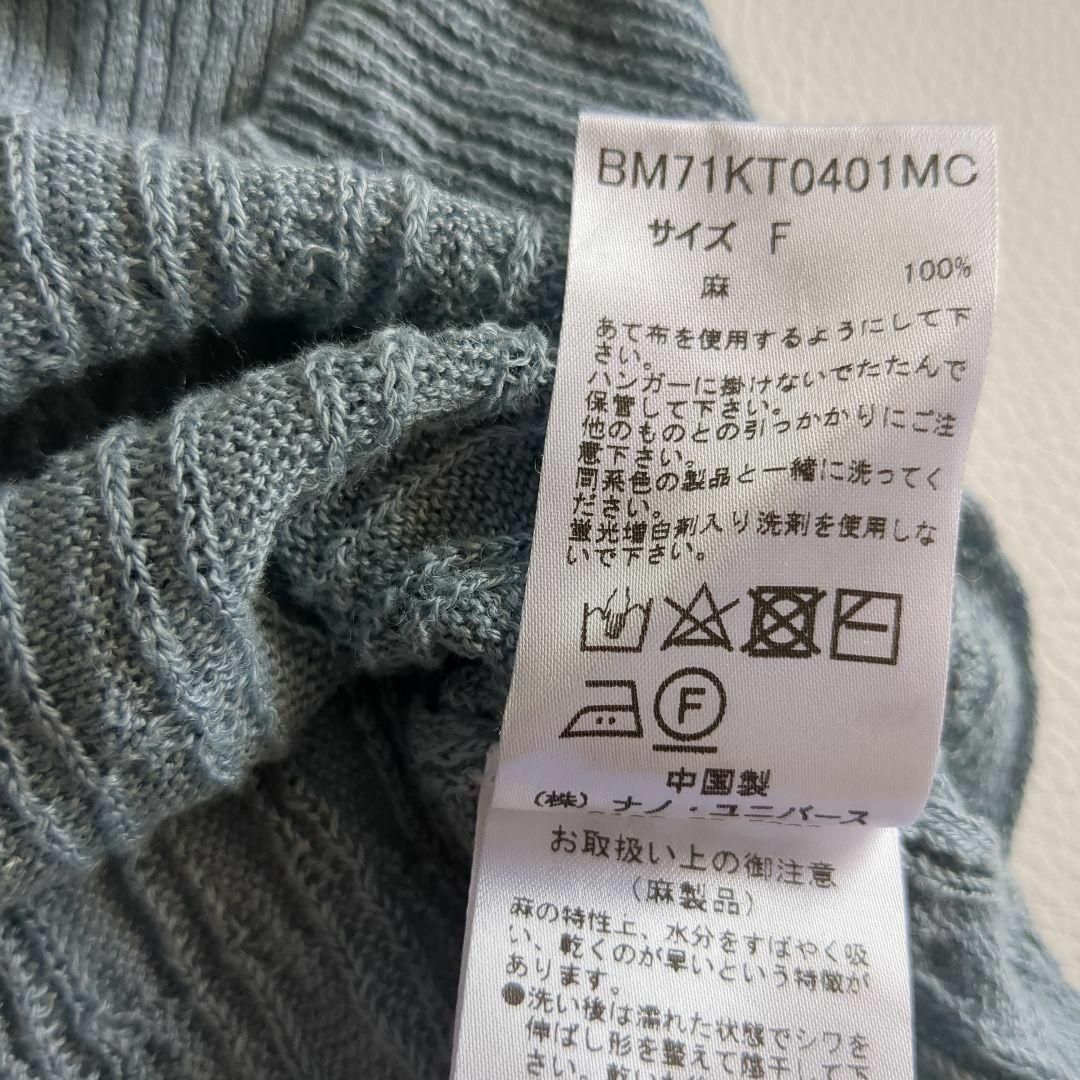 BM71KT0401MC
サイズ F
麻 100%
あて布を使用するようにして下
さい。
ハンガーに掛けないでたたんで
保管して下さい。
他のものとの引っかかりにご注
意下さい。
同系色の製品と一緒に洗ってく
ださい。
蛍光増白剤入り洗剤を使用しな
いで下さい。
F
中国製
(株) ナノ・ユニバース
お取扱い上の御注意
(麻製品)
麻の特性上、水分をすばやく吸
い、乾くのが早いという特徴が
あります。
●洗い後は濡れた状態でシワを
伸ばし形を整えて陰干して下